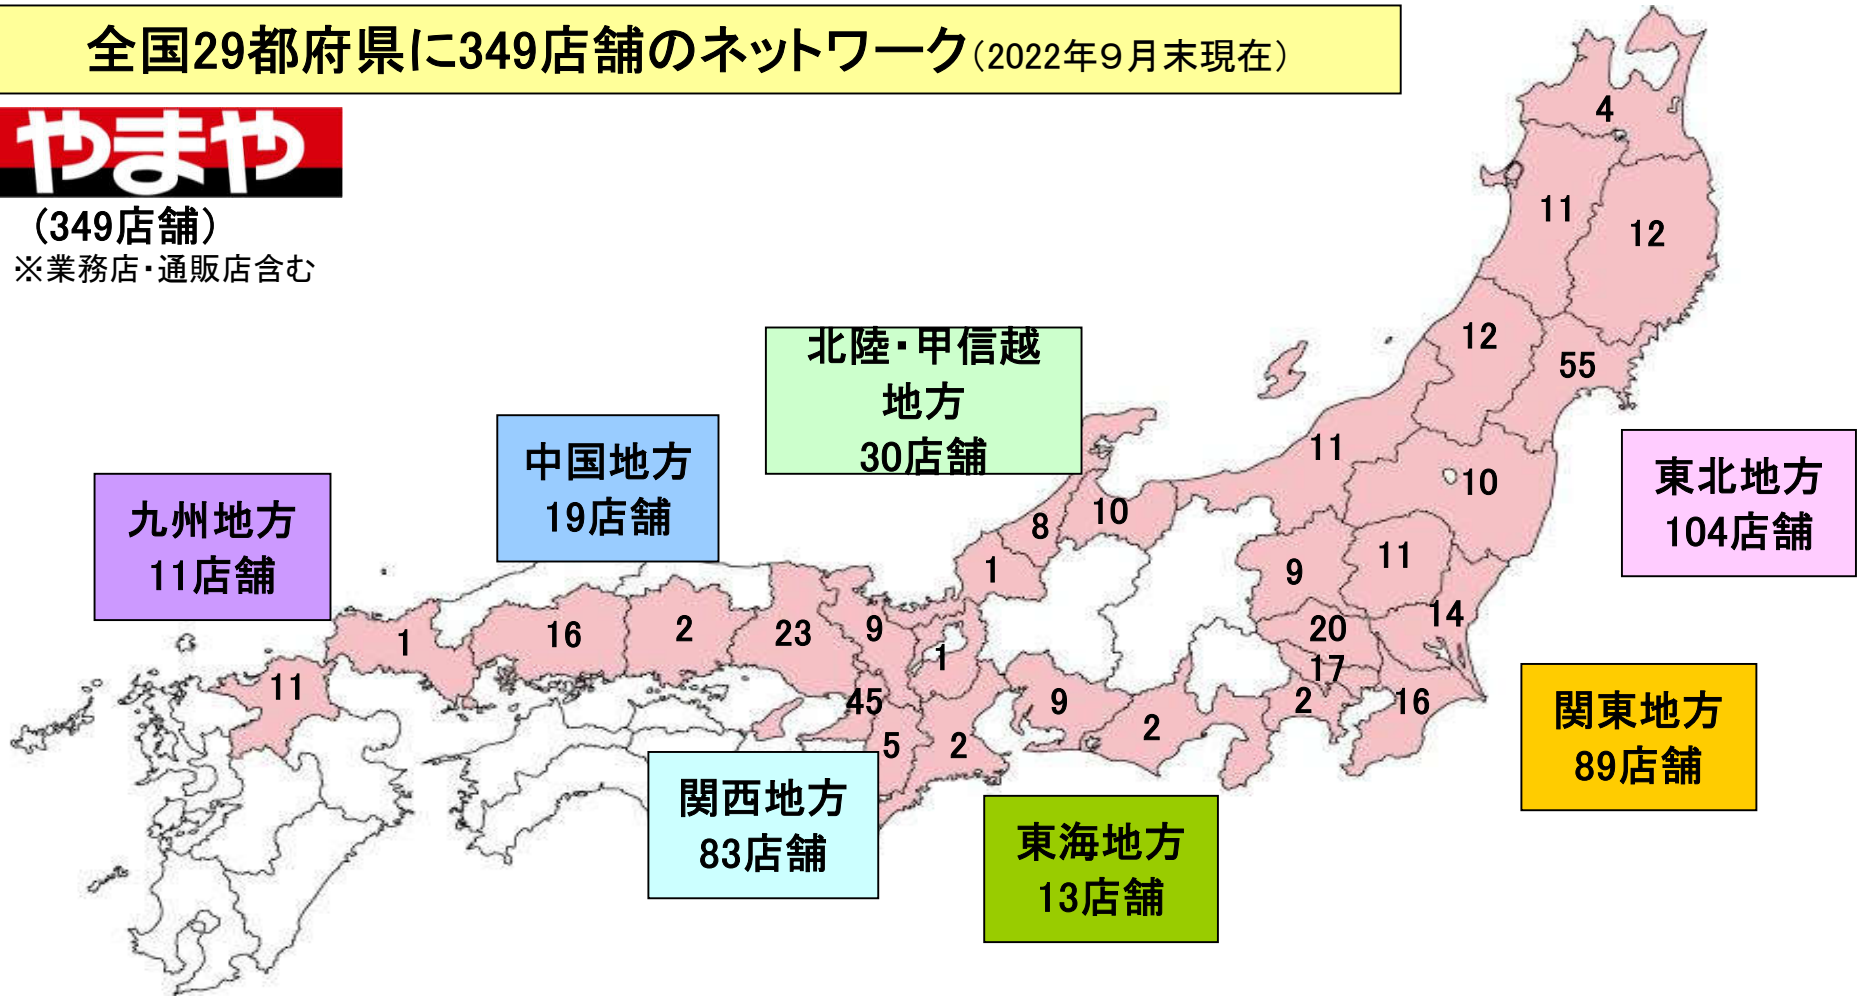 全国29都府県に349店舗のネットワーク（2022年９月末現在）
やまや
（349店舗）
※業務店・通販店含む
4
11
12
12
55
北陸・甲信越
地方
30店舗
11
10
中国地方
19店舗
東北地方
104店舗
九州地方
11店舗
8
10
1
9
11
14
1
16
2
23
9
1
20
17
11
45
9
2
2
16
5
2
関東地方
89店舗
関西地方
83店舗
東海地方
13店舗